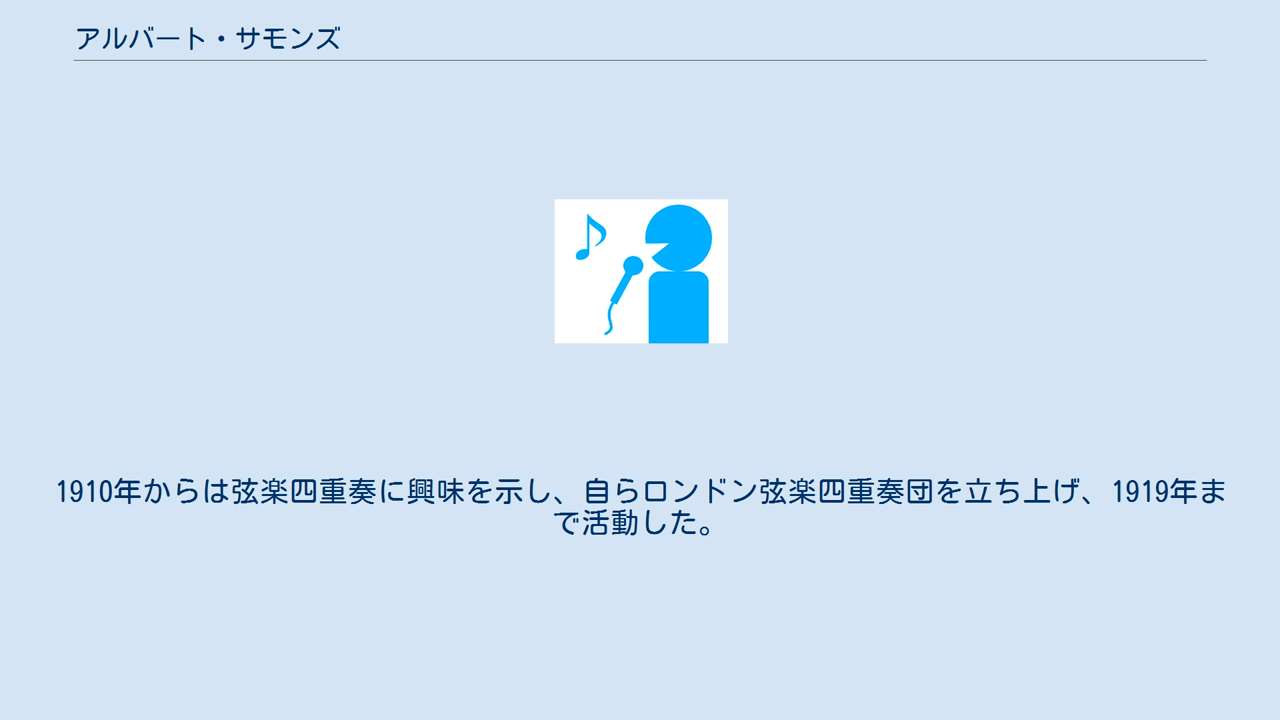 アルバート・サモンズ
1910年からは弦楽四重奏に興味を示し、自らロンドン弦楽四重奏団を立ち上げ、1919年ま
で活動した。